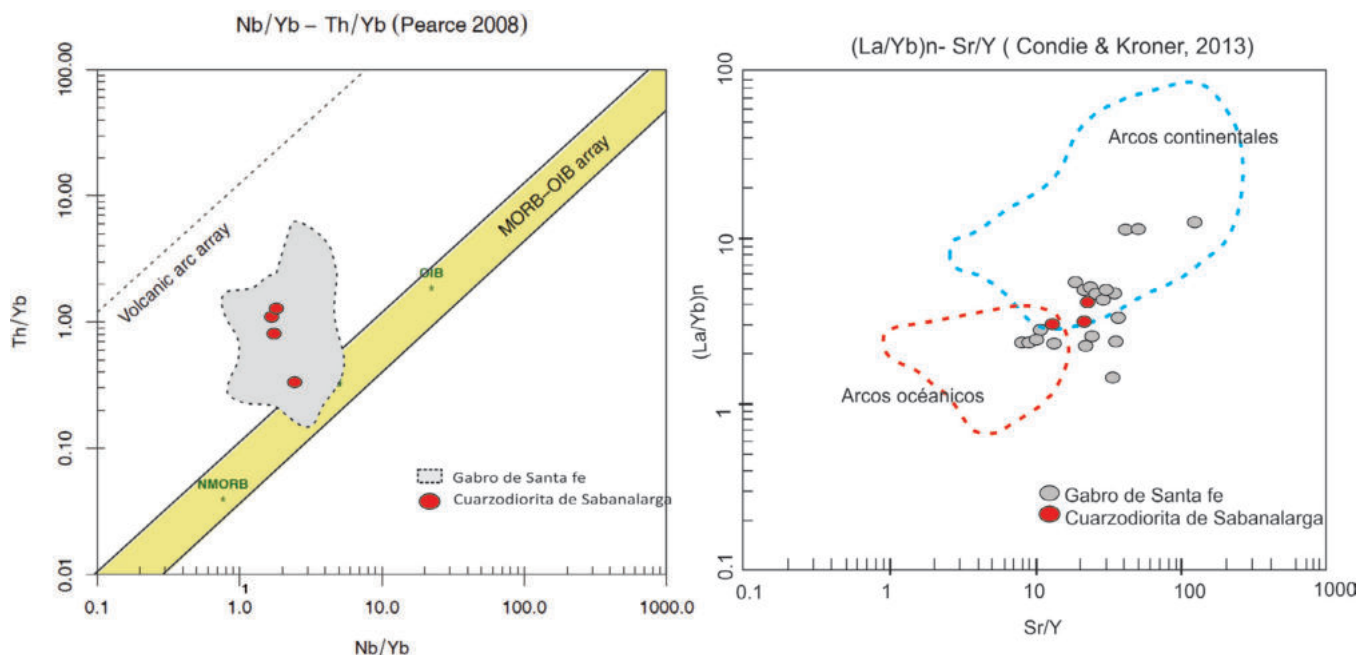 Nb/Yb – Th/Yb (Pearce 2008)
100.00
10.00
1.00
0.10
0.01
Th/Yb
Volcanic arc array
MORB–OIB array
OIB
NMORB
Gabro de Santa fe
Cuarzodiorita de Sabanalarga
0.1
1
1.0
10.0
100.0
1000.0
Nb/Yb
(La/Yb)n- Sr/Y ( Condie & Kroner, 2013)
100
10
1
0.1
(La/Yb)n
Arcos continentales
Arcos océanicos
Gabro de Santa fe
Cuarzodiorita de Sabanalarga
0.1
1
10
100
1000
Sr/Y